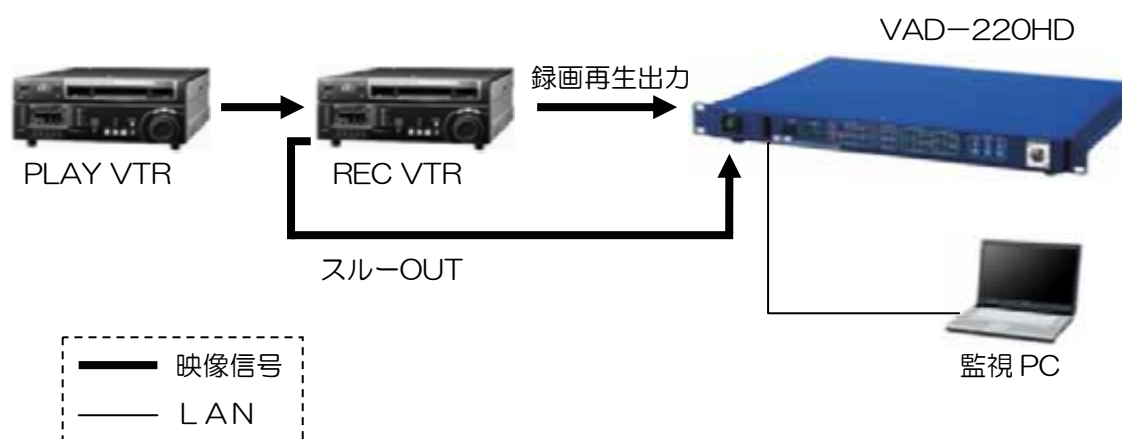 VAD－220HD
録画再生出力
PLAY VTR
REC VTR
スルーOUT
監視 PC
映像信号
ＬＡＮ